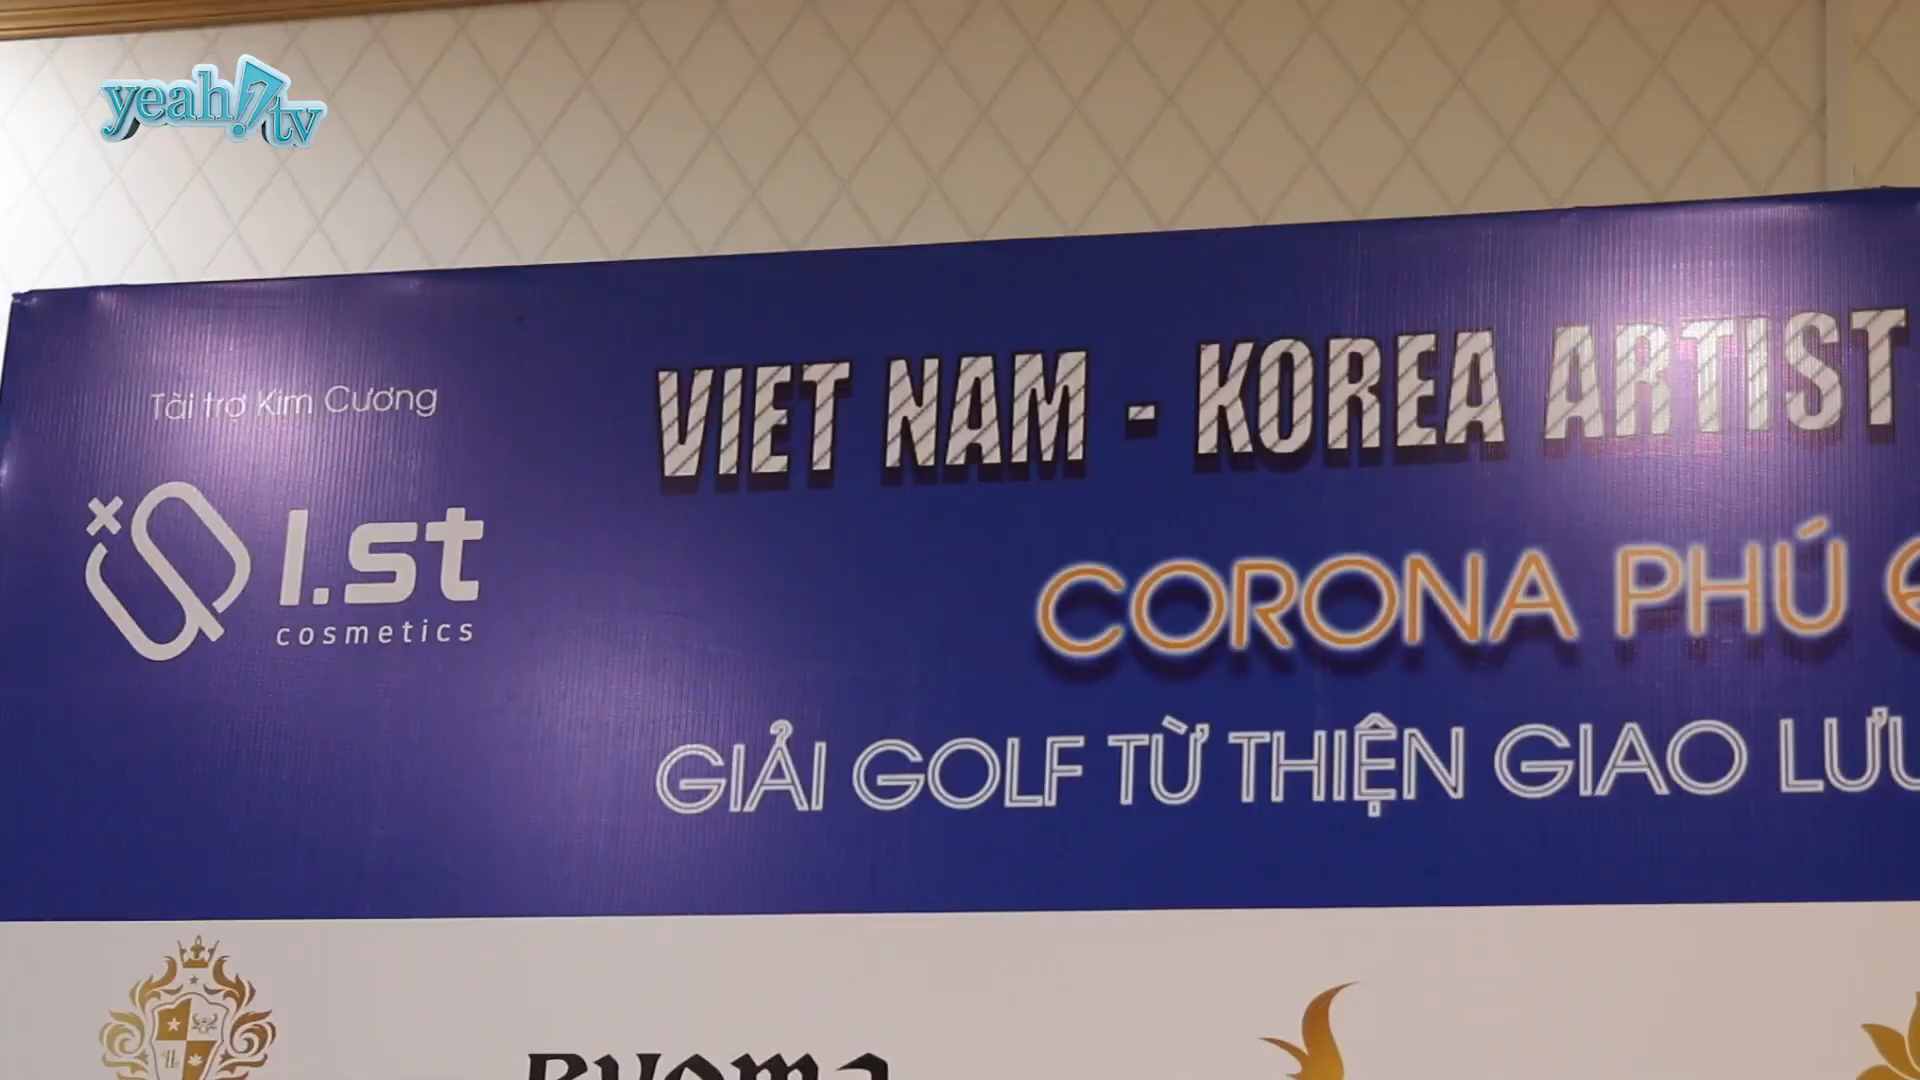 yeah1tv
Tài trợ Kim Cương
VIET NAM - KOREA ARTIST
I.st
cosmetics
CORONA PHÚ
GIẢI GOLF TỪ THIỆN GIAO LƯU